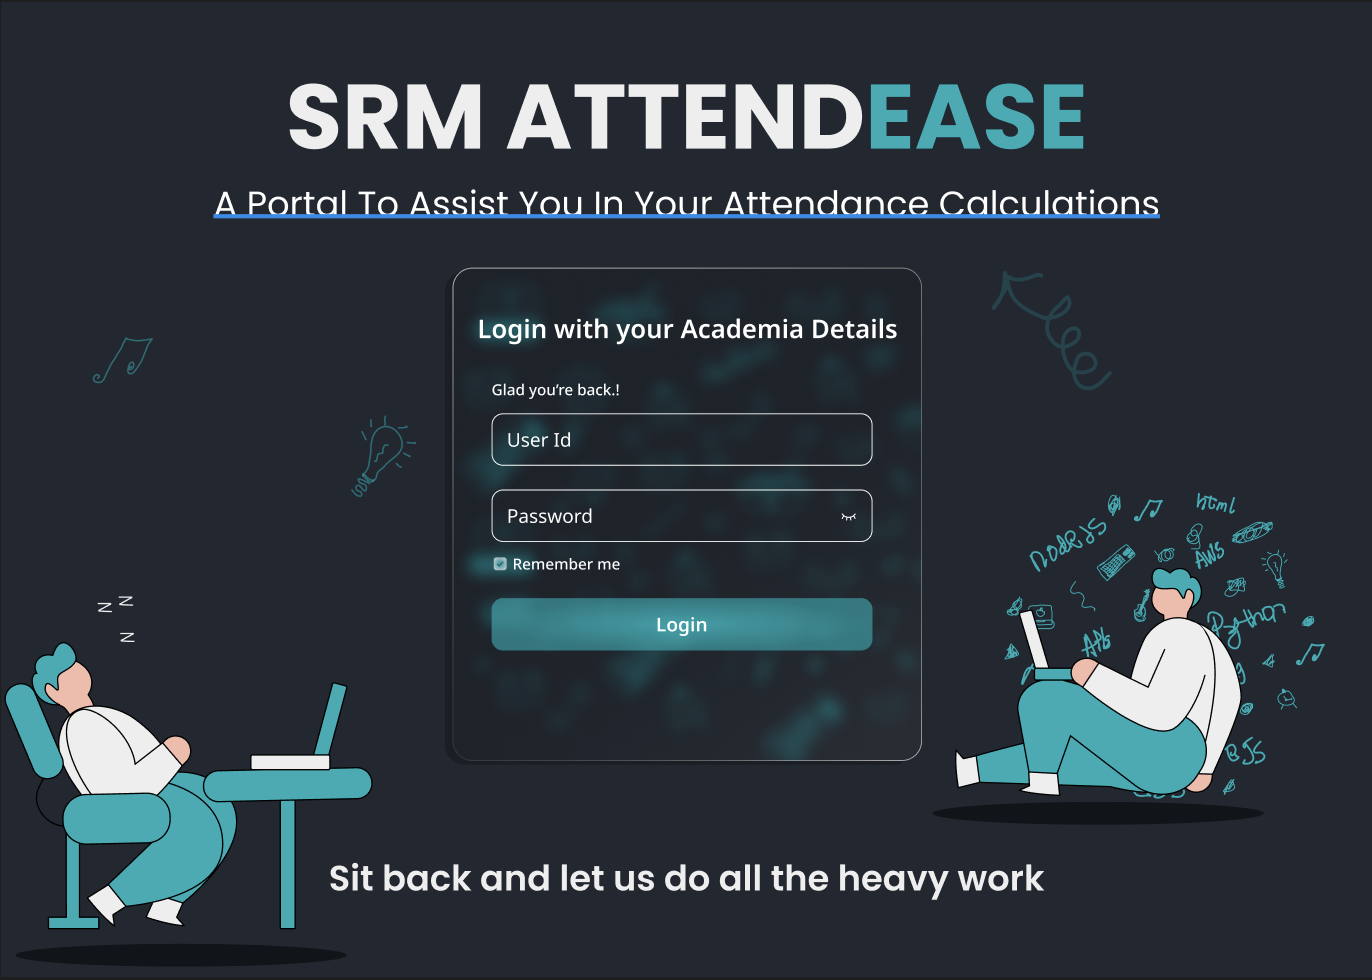 SRM ATTENDEASE
A Portal To Assist You In Your Attendance Calculations
Login with your Academia Details
Glad you're back.!
User Id
Password
Remember me
Login
html
NodeJS
AWS
Python
APIs
JS
Z Z
Z
Sit back and let us do all the heavy work